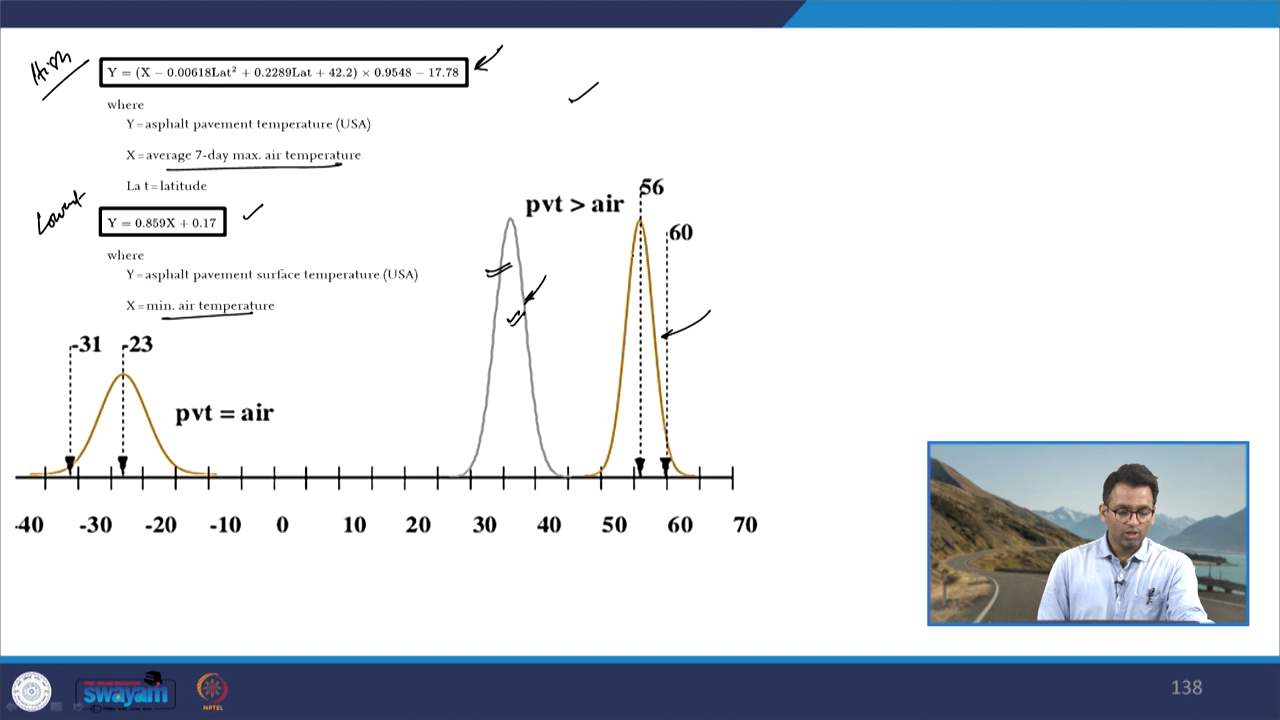 High
Y = (X − 0.00618Lat² + 0.2289Lat + 42.2) × 0.9548 − 17.78
where
Y = asphalt pavement temperature (USA)
X = average 7-day max. air temperature
La t = latitude
Lowest
Y = 0.859X + 0.17
where
Y = asphalt pavement surface temperature (USA)
X = min. air temperature
pvt > air
56
60
-31 -23
pvt = air
-40 -30 -20 -10 0 10 20 30 40 50 60 70
swayam
NPTEL
138